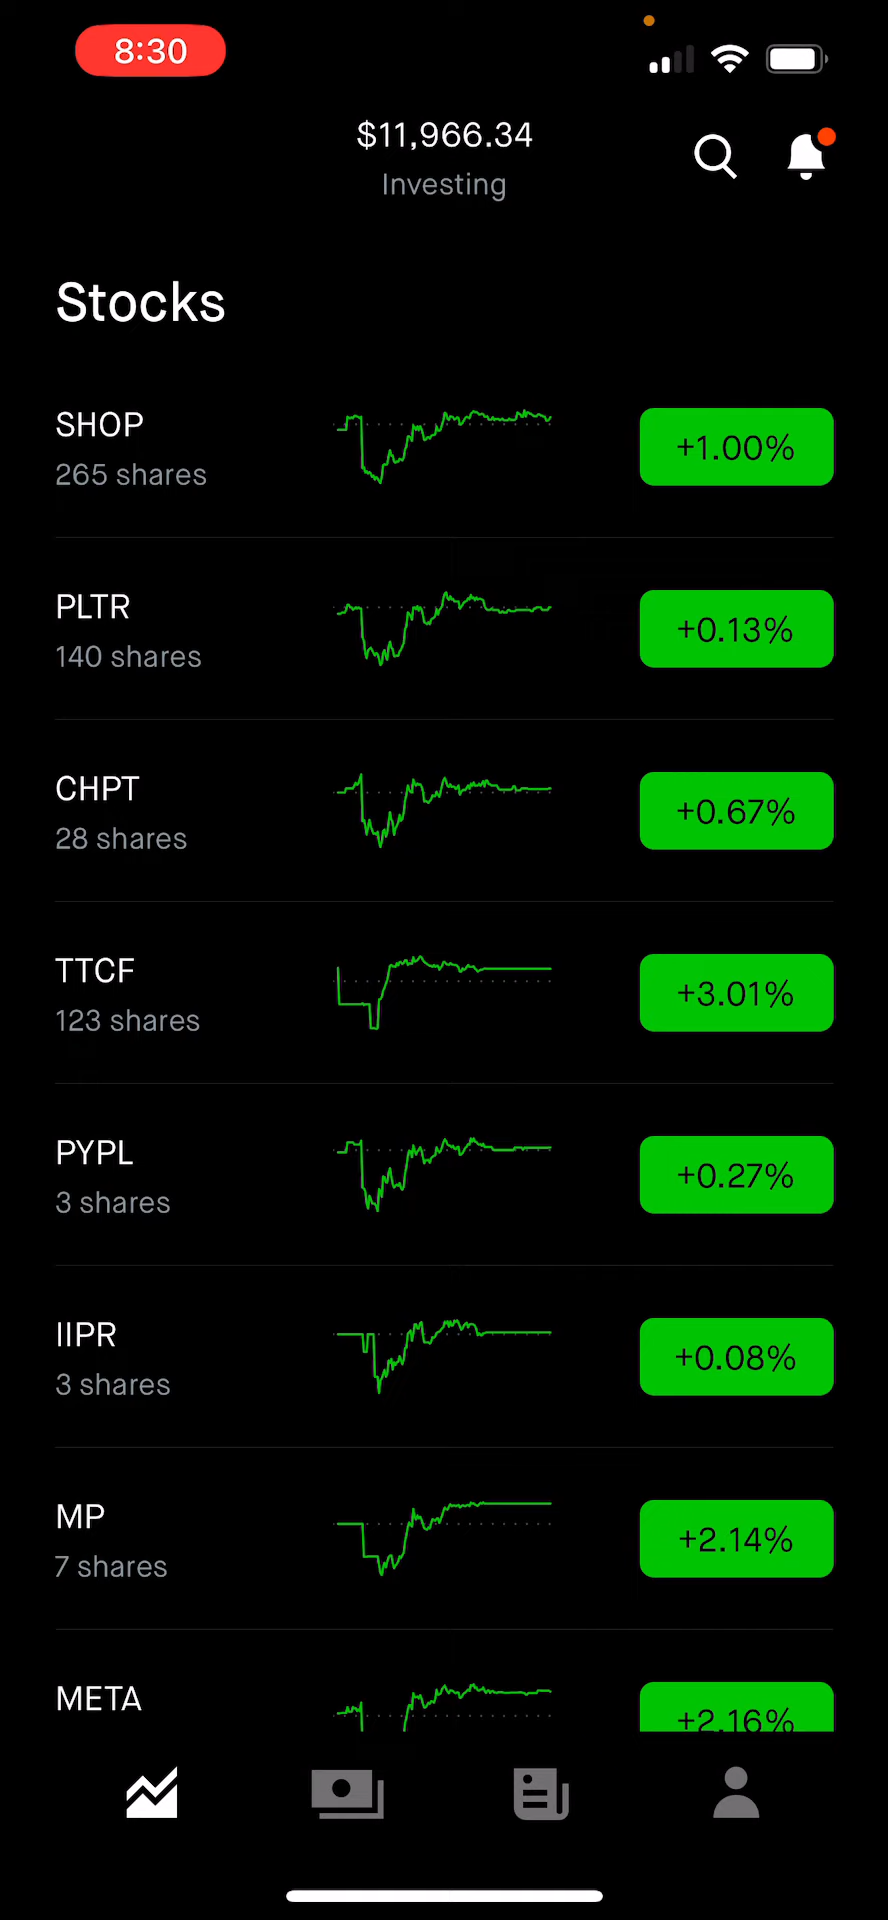 8:30
$11,966.34
Investing
Stocks
SHOP
265 shares
+1.00%
PLTR
140 shares
+0.13%
CHPT
28 shares
+0.67%
TTCF
123 shares
+3.01%
PYPL
3 shares
+0.27%
IIPR
3 shares
+0.08%
MP
7 shares
+2.14%
META
+2.16%